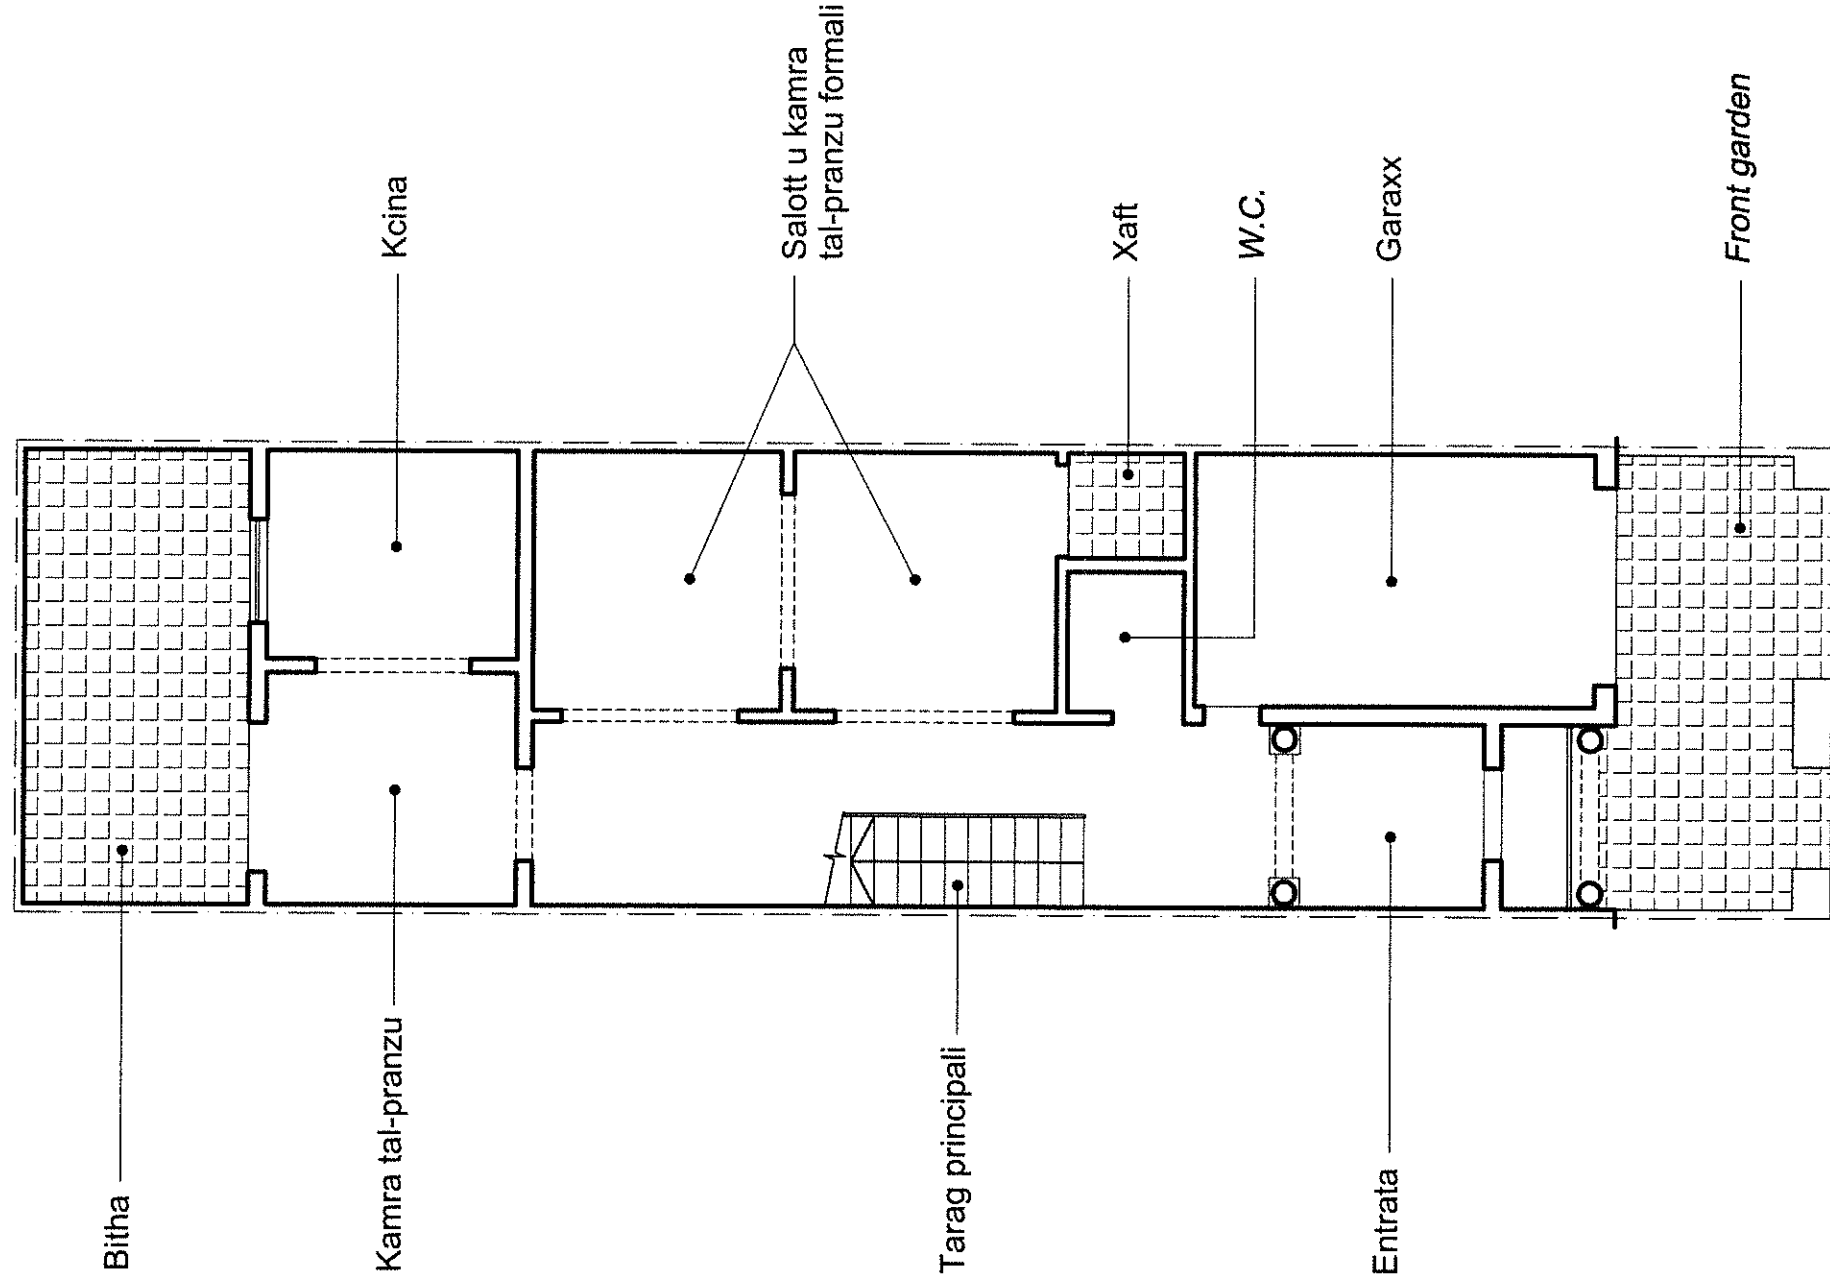 Bitha
Kamra tal-pranzu
Tarag principali
Entrata
Kcina
Salott u kamra
tal-pranzu formali
Xaft
W.C.
Garaxx
Front garden